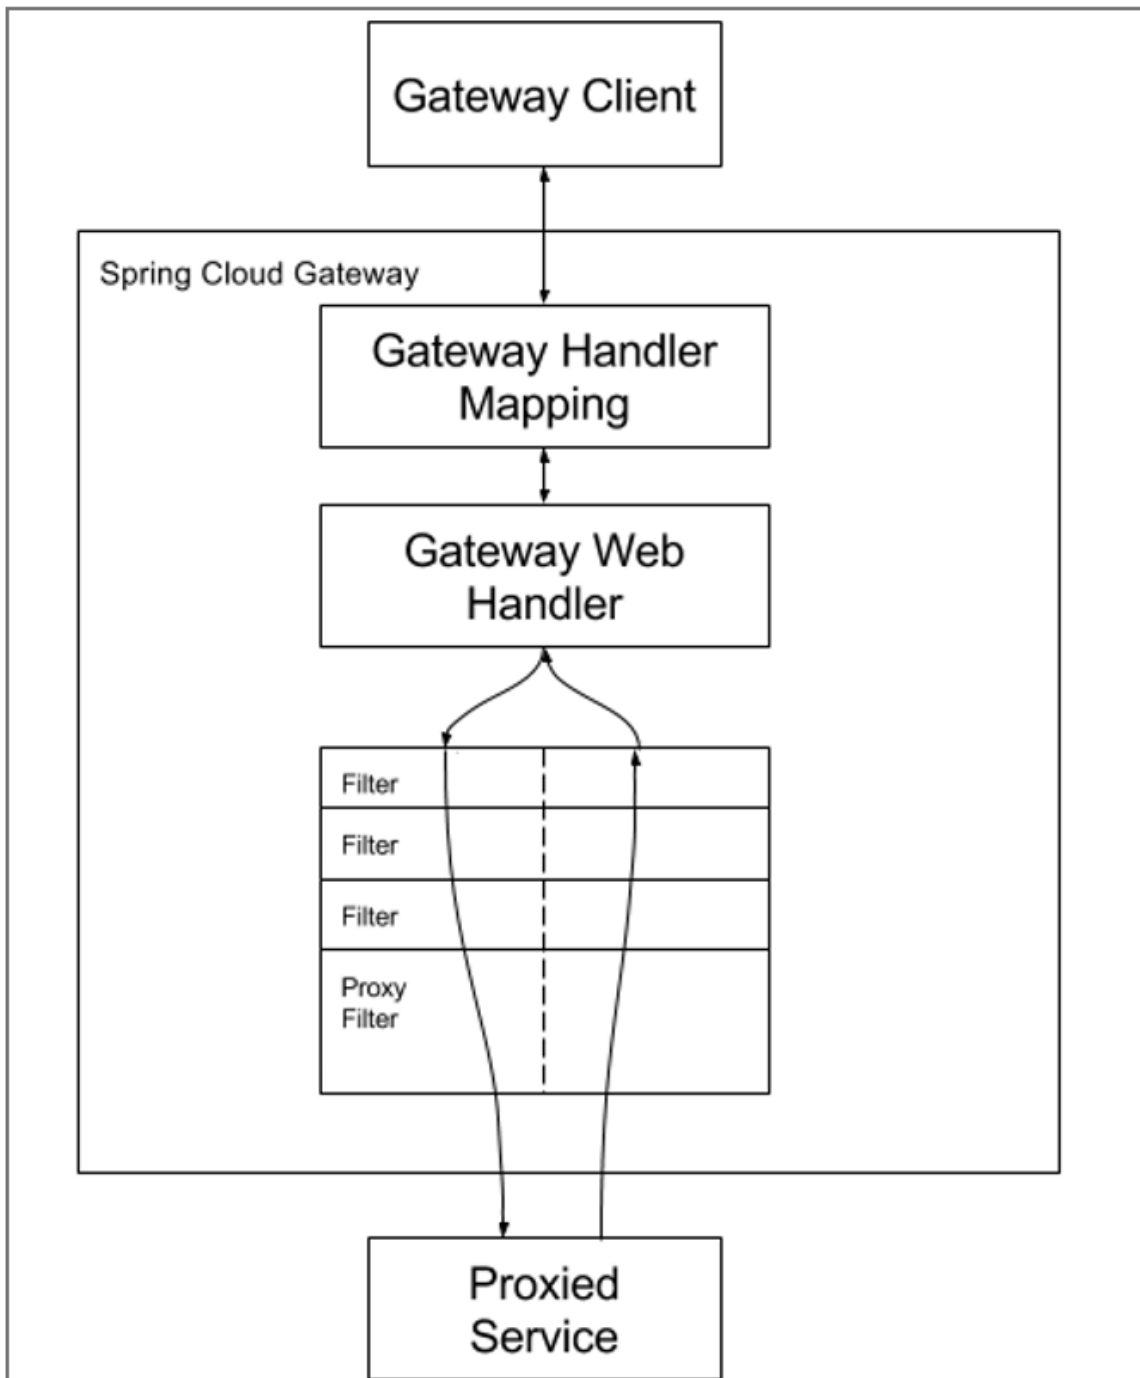 Gateway Client
Spring Cloud Gateway
Gateway Handler
Mapping
Gateway Web
Handler
Filter
Filter
Filter
Proxy
Filter
Proxied
Service